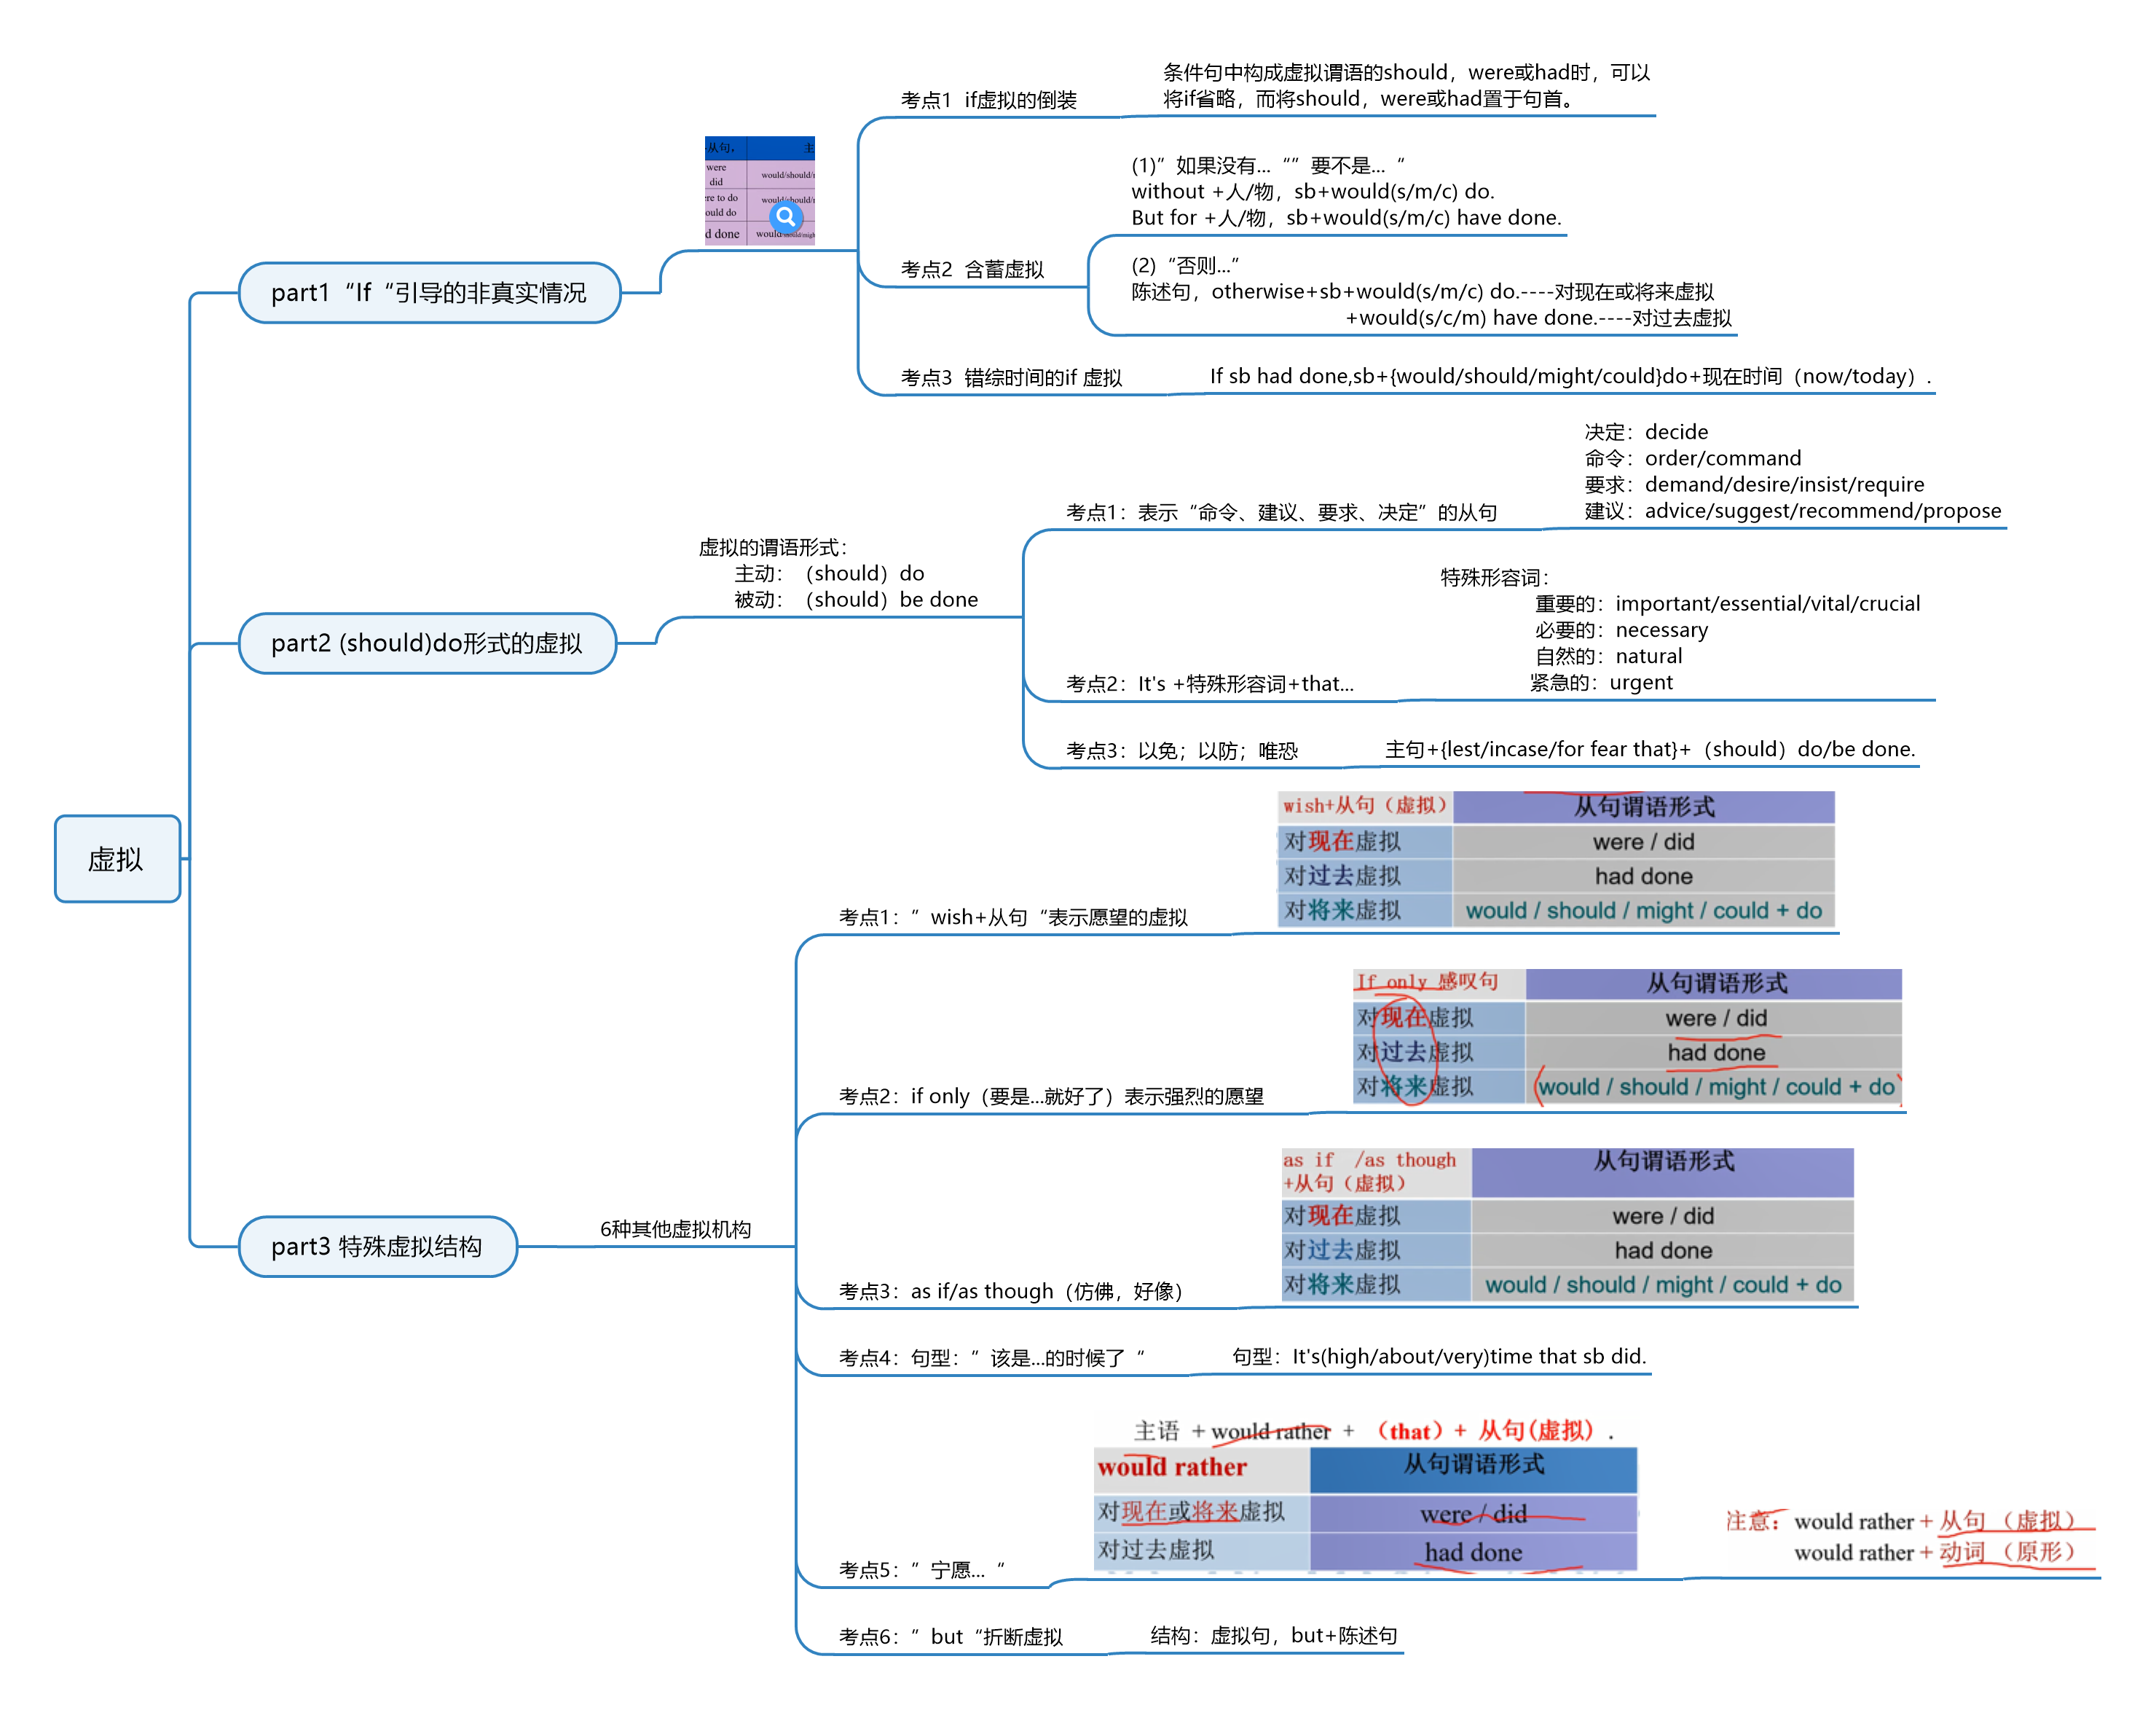 虚拟
part1 “If “引导的非真实情况
从句，
主
were
did
would/should/
re to do
ould do
would/should/
d done
would
考点1 if虚拟的倒装
条件句中构成虚拟谓语的should，were或had时，可以
将if省略，而将should，were或had置于句首。
考点2 含蓄虚拟
(1)”如果没有... “”要不是... “
without +人/物，sb+would(s/m/c) do.
But for +人/物，sb+would(s/m/c) have done.
(2)“否则...“
陈述句，otherwise+sb+would(s/m/c) do.----对现在或将来虚拟
+would(s/c/m) have done.----对过去虚拟
考点3 错综时间的if 虚拟
If sb had done,sb+{would/should/might/could}do+现在时间（now/today）.
part2 (should)do形式的虚拟
虚拟的谓语形式：
主动：（should）do
被动：（should）be done
考点1：表示“命令、建议、要求、决定”的从句
决定：decide
命令：order/command
要求：demand/desire/insist/require
建议：advice/suggest/recommend/propose
考点2：It's +特殊形容词+that...
特殊形容词：
重要的：important/essential/vital/crucial
必要的：necessary
自然的：natural
紧急的：urgent
考点3：以免；以防；唯恐
主句+{lest/incase/for fear that}+（should）do/be done.
part3 特殊虚拟结构
6种其他虚拟机构
考点1：”wish+从句“表示愿望的虚拟
wish+从句（虚拟） 从句谓语形式
对现在虚拟 were / did
对过去虚拟 had done
对将来虚拟 would / should / might / could + do
考点2：if only（要是...就好了）表示强烈的愿望
If only 感叹句 从句谓语形式
对现在虚拟 were / did
对过去虚拟 had done
对将来虚拟 (would / should / might / could + do)
考点3：as if/as though（仿佛，好像）
as if /as though 从句谓语形式
+从句（虚拟）
对现在虚拟 were / did
对过去虚拟 had done
对将来虚拟 would / should / might / could + do
考点4：句型：”该是...的时候了“
句型：It's(high/about/very)time that sb did.
考点5：”宁愿... “
主语 + would rather + （that）+ 从句(虚拟) .
would rather 从句谓语形式
对现在或将来虚拟 were / did
对过去虚拟 had done
注意：would rather + 从句 （虚拟）
would rather + 动词 （原形）
考点6：”but“折断虚拟
结构：虚拟句，but+陈述句